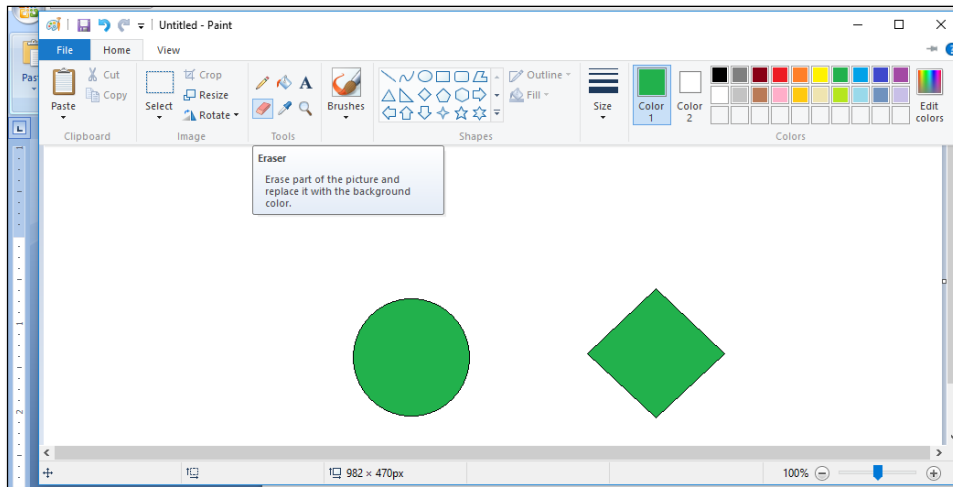 Untitled - Paint
File Home View
Paste
Cut
Copy
Clipboard
Select
Crop
Resize
Rotate
Image
A
Tools
Brushes
Shapes
Outline
Fill
Size
Color 1
Color 2
Edit colors
Colors
Eraser
Erase part of the picture and
replace it with the background
color.
L
1
2
982 × 470px
100%